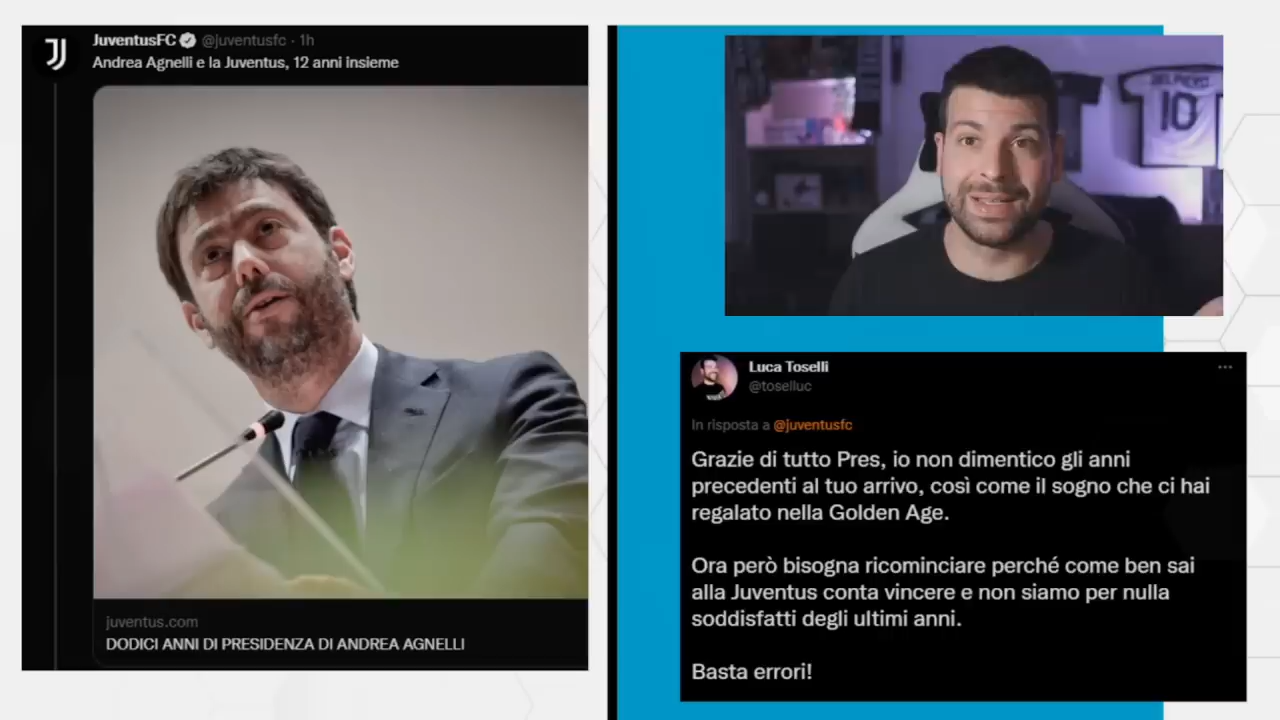 JuventusFC @juventusfc · 1h
Andrea Agnelli e la Juventus, 12 anni insieme
juventus.com
DODICI ANNI DI PRESIDENZA DI ANDREA AGNELLI
10
Luca Toselli
@toselluc
In risposta a @juventusfc
Grazie di tutto Pres, io non dimentico gli anni
precedenti al tuo arrivo, così come il sogno che ci hai
regalato nella Golden Age.
Ora però bisogna ricominciare perché come ben sai
alla Juventus conta vincere e non siamo per nulla
soddisfatti degli ultimi anni.
Basta errori!